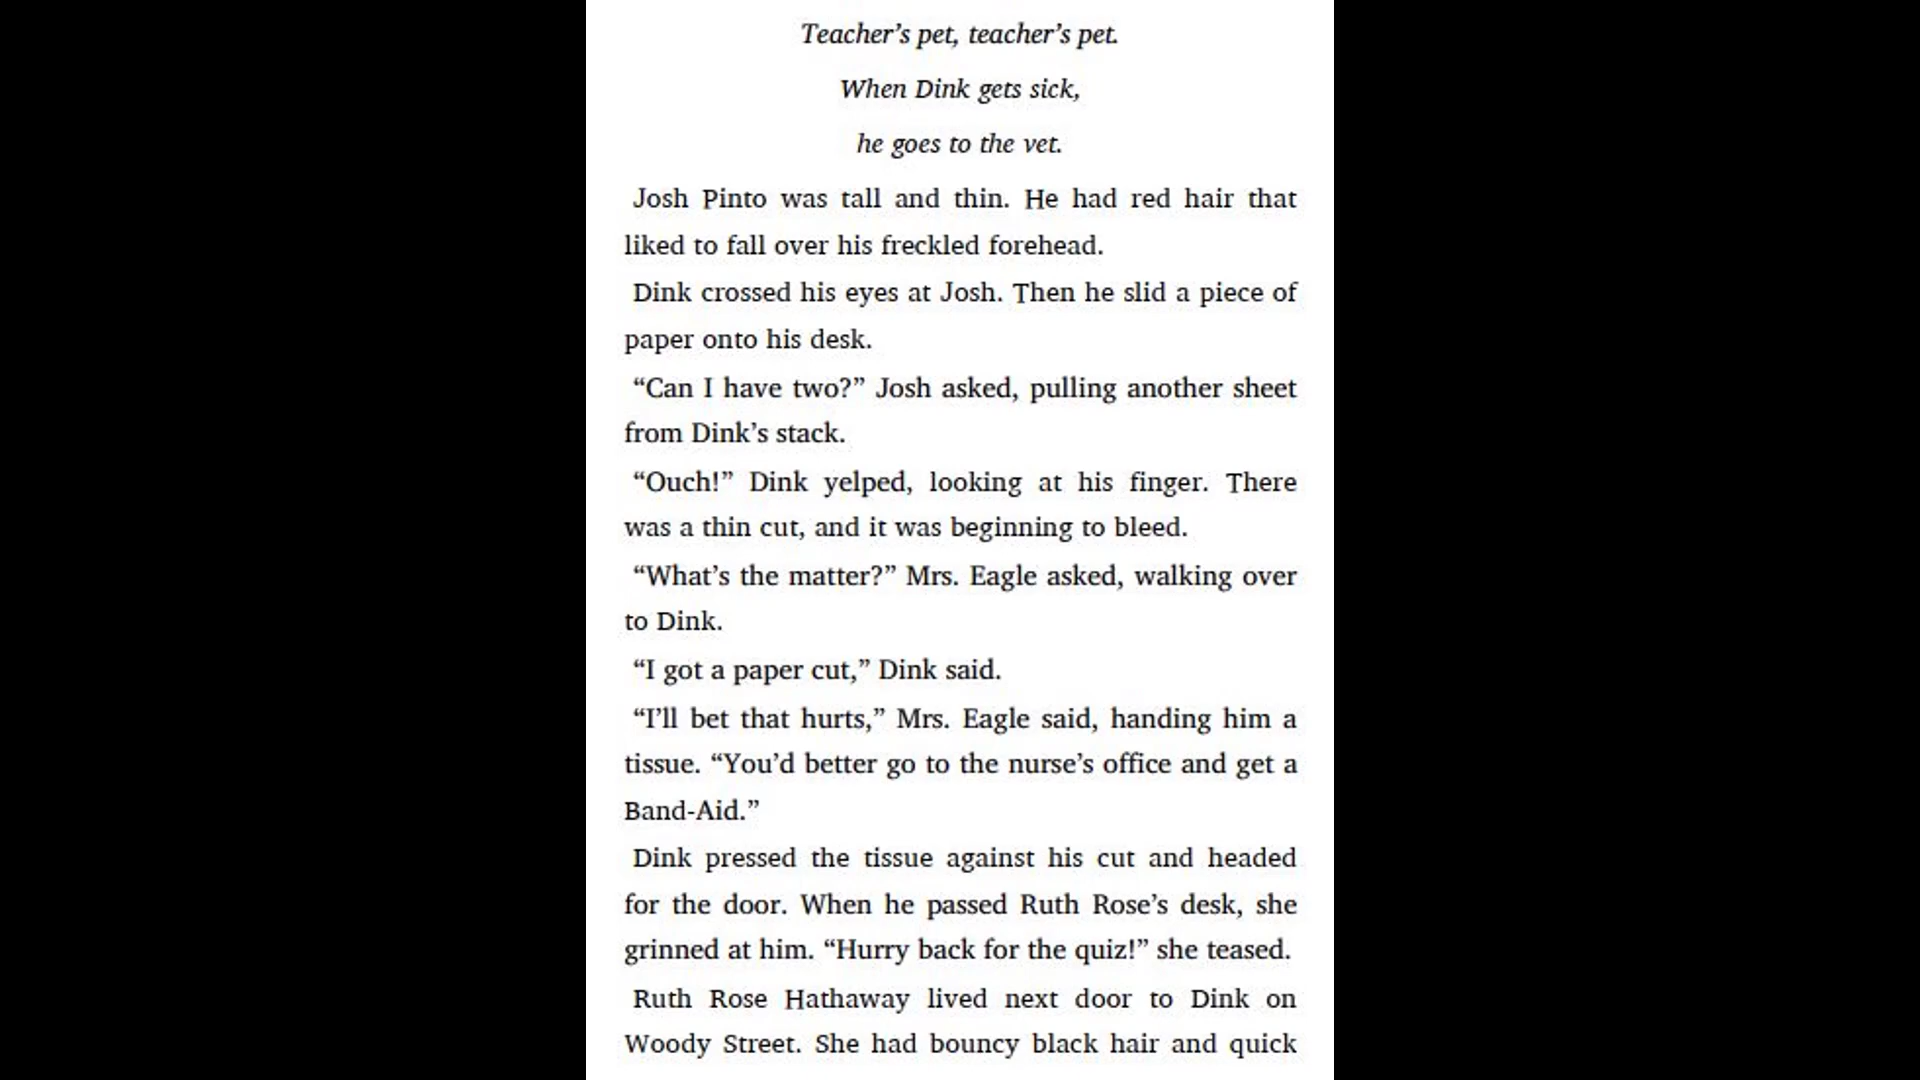 Teacher’s pet, teacher’s pet.
When Dink gets sick,
he goes to the vet.
Josh Pinto was tall and thin. He had red hair that
liked to fall over his freckled forehead.
Dink crossed his eyes at Josh. Then he slid a piece of
paper onto his desk.
“Can I have two?” Josh asked, pulling another sheet
from Dink’s stack.
“Ouch!” Dink yelped, looking at his finger. There
was a thin cut, and it was beginning to bleed.
“What’s the matter?” Mrs. Eagle asked, walking over
to Dink.
“I got a paper cut,” Dink said.
“I’ll bet that hurts,” Mrs. Eagle said, handing him a
tissue. “You’d better go to the nurse’s office and get a
Band-Aid.”
Dink pressed the tissue against his cut and headed
for the door. When he passed Ruth Rose’s desk, she
grinned at him. “Hurry back for the quiz!” she teased.
Ruth Rose Hathaway lived next door to Dink on
Woody Street. She had bouncy black hair and quick